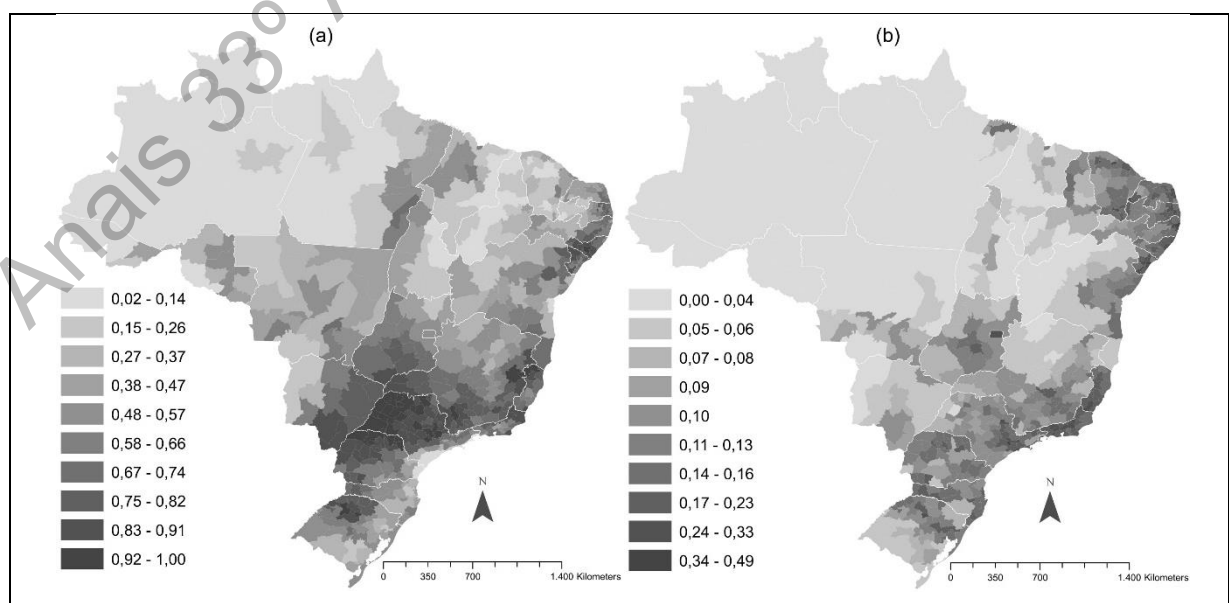 Anais 33º
(a)
0,02 - 0,14
0,15 - 0,26
0,27 - 0,37
0,38 - 0,47
0,48 - 0,57
0,58 - 0,66
0,67 - 0,74
0,75 - 0,82
0,83 - 0,91
0,92 - 1,00
N
0 350 700 1.400 Kilometers
(b)
0,00 - 0,04
0,05 - 0,06
0,07 - 0,08
0,09
0,10
0,11 - 0,13
0,14 - 0,16
0,17 - 0,23
0,24 - 0,33
0,34 - 0,49
N
0 350 700 1.400 Kilometers